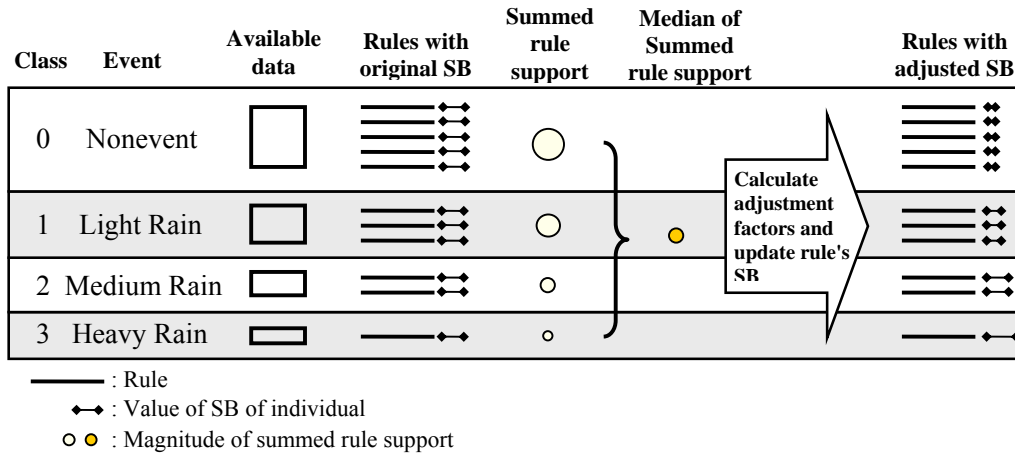 Class
Event
Available
data
Rules with
original SB
Summed
rule
support
Median of
Summed
rule support
Rules with
adjusted SB
0 Nonevent
1 Light Rain
2 Medium Rain
3 Heavy Rain
Calculate
adjustment
factors and
update rule's
SB
: Rule
: Value of SB of individual
: Magnitude of summed rule support